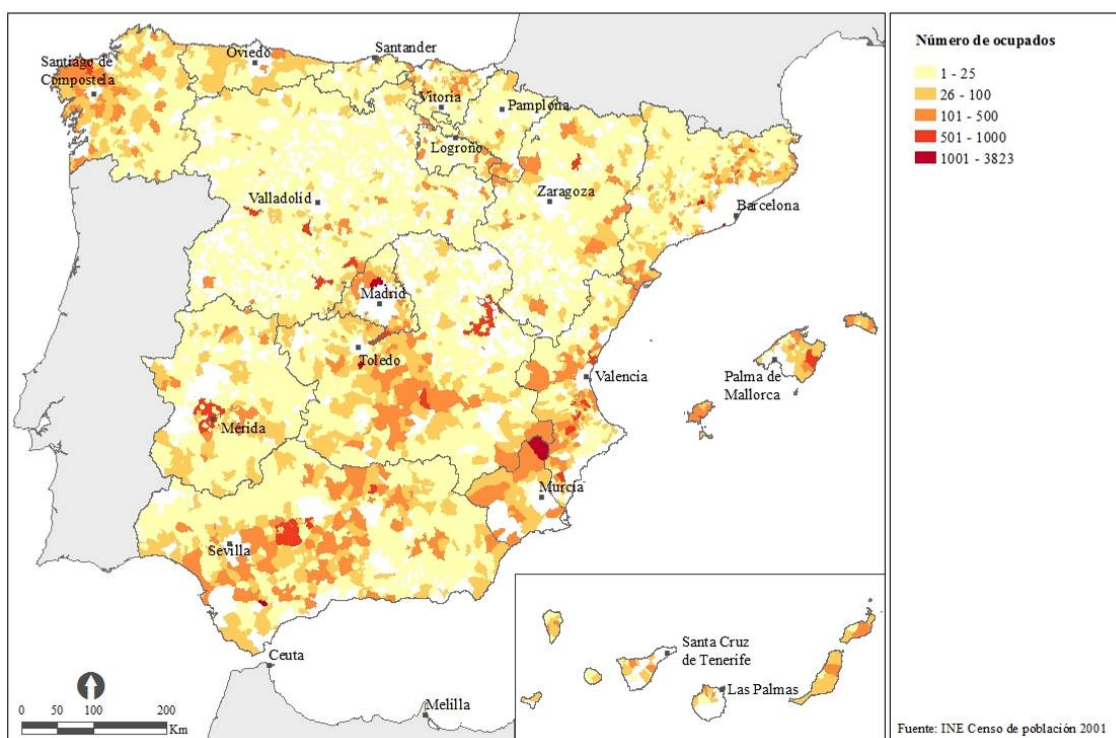 Oviedo
Santander
Santiago de
Compostela
Vitoria
Pamplona
Logroño
Valladolid
Zaragoza
Barcelona
Madrid
Toledo
Valencia
Palma de
Mallorca
Mérida
Murcia
Sevilla
Ceuta
Melilla
Santa Cruz
de Tenerife
Las Palmas
0 50 100 200
Km
Número de ocupados
1 - 25
26 - 100
101 - 500
501 - 1000
1001 - 3823
Fuente: INE Censo de población 2001